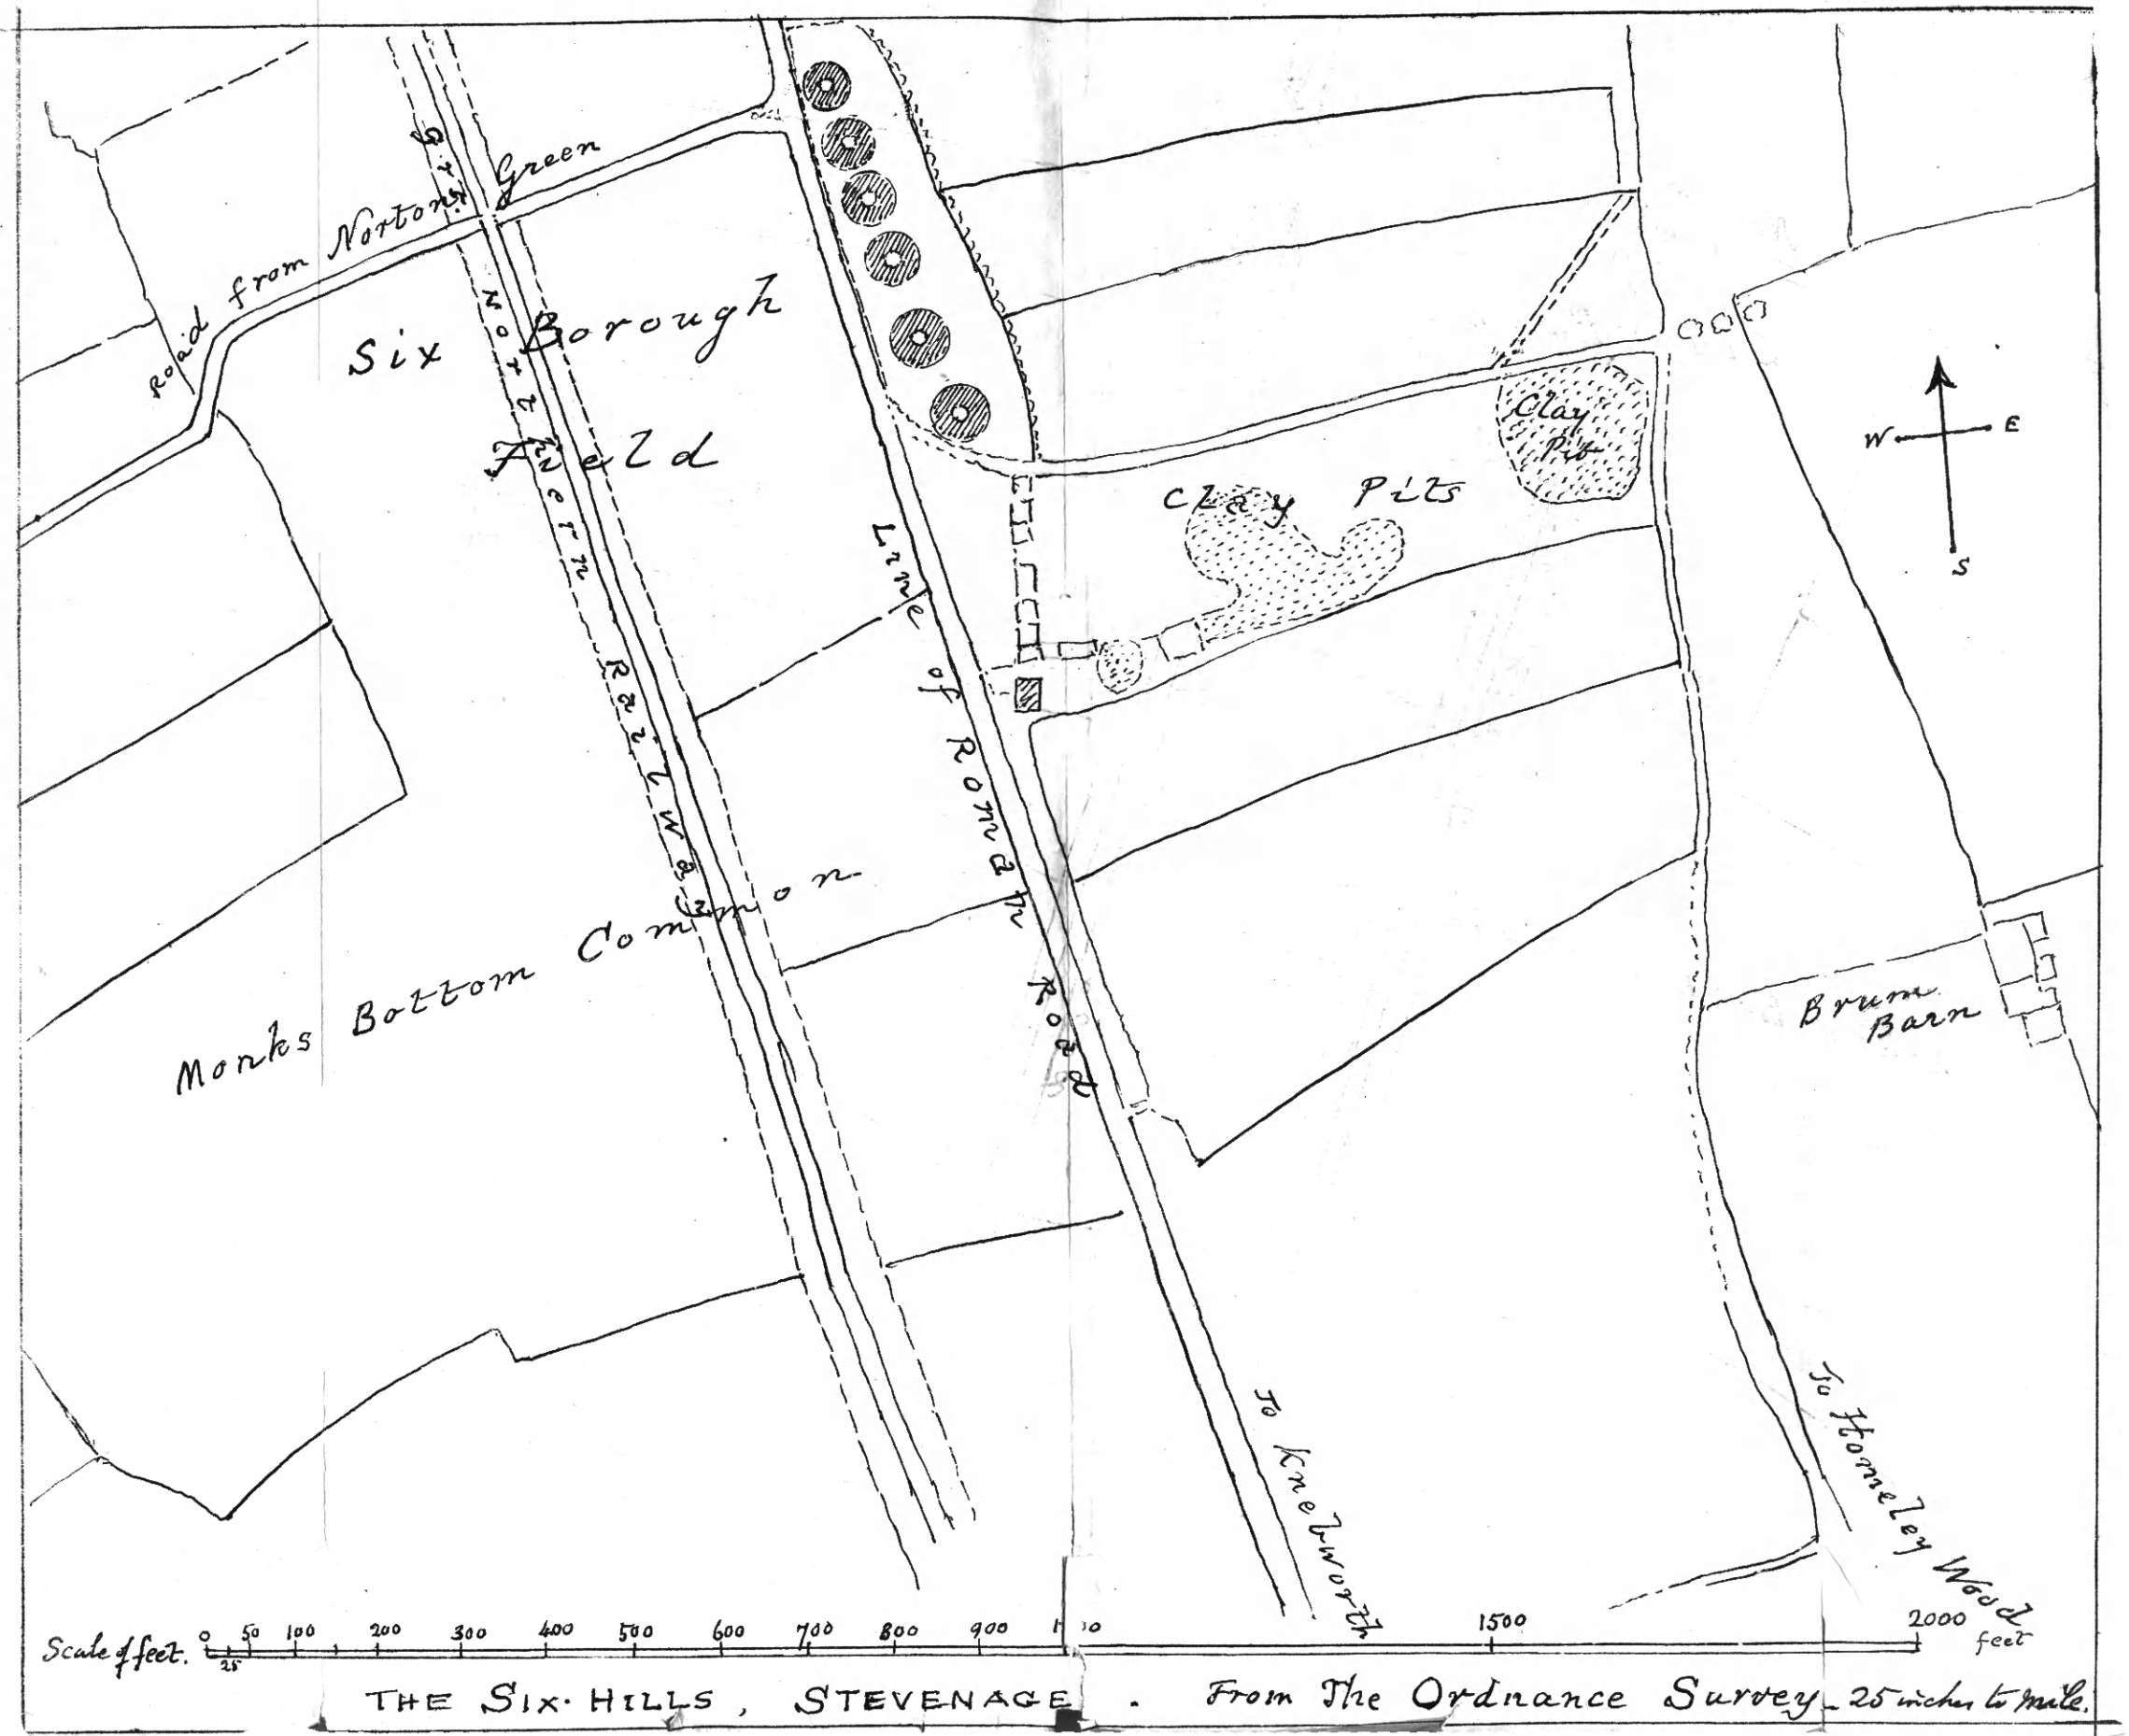 Grt. Northern Railway
Road from Norton Green
Six Borough
Field
Line of Roman Road
Clay Pits
Clay
Pit
W
E
S
Monks Bottom Common
Brum
Barn
To Knebworth
To Homeley Wood
Scale of feet.
0 25 50 100 200 300 400 500 600 700 800 900 1500 2000
feet
THE SIX HILLS, STEVENAGE. From The Ordnance Survey - 25 inches to mile.